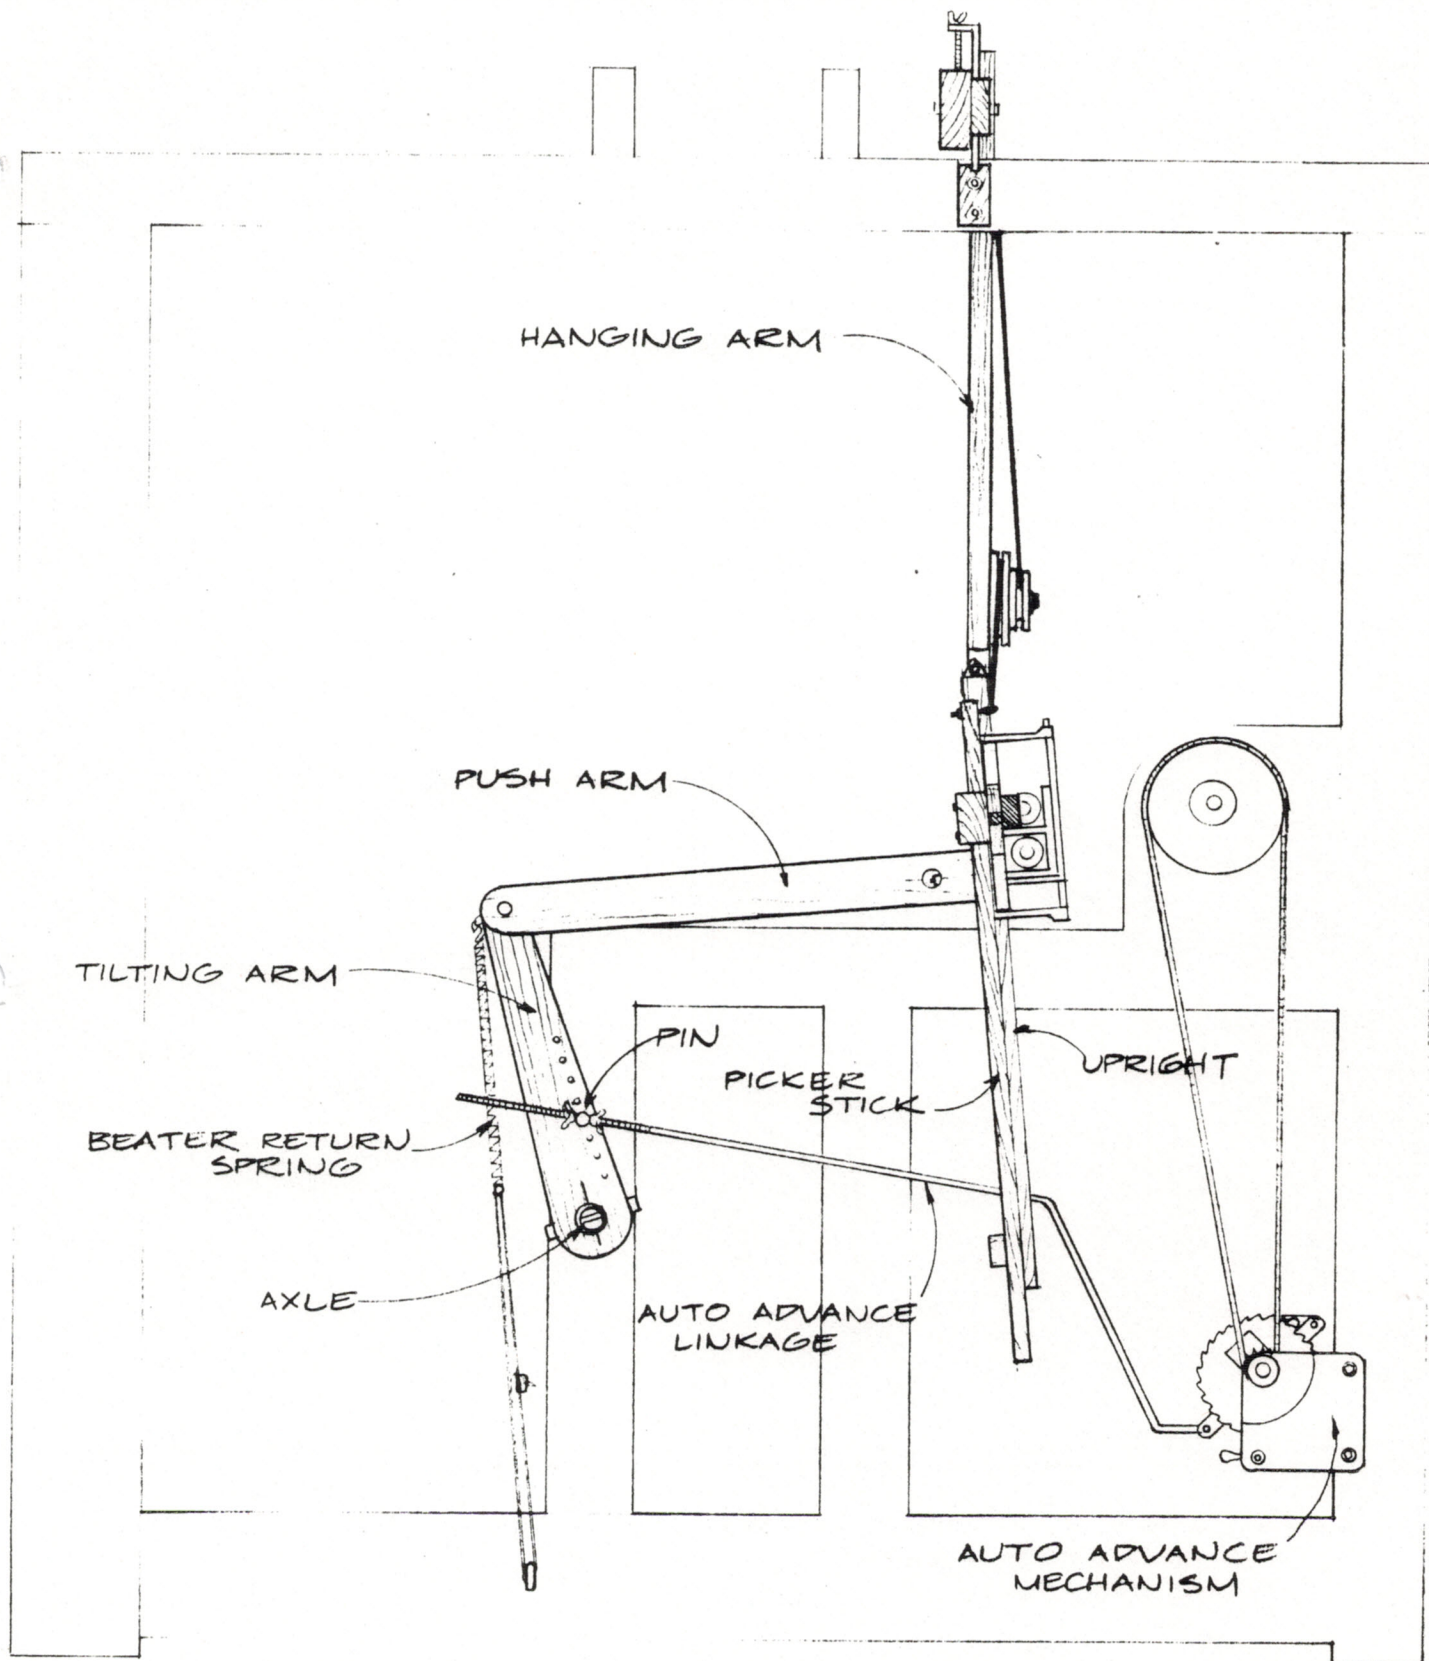 HANGING ARM
PUSH ARM
TILTING ARM
PIN
PICKER
STICK
UPRIGHT
BEATER RETURN
SPRING
AXLE
AUTO ADVANCE
LINKAGE
AUTO ADVANCE
MECHANISM